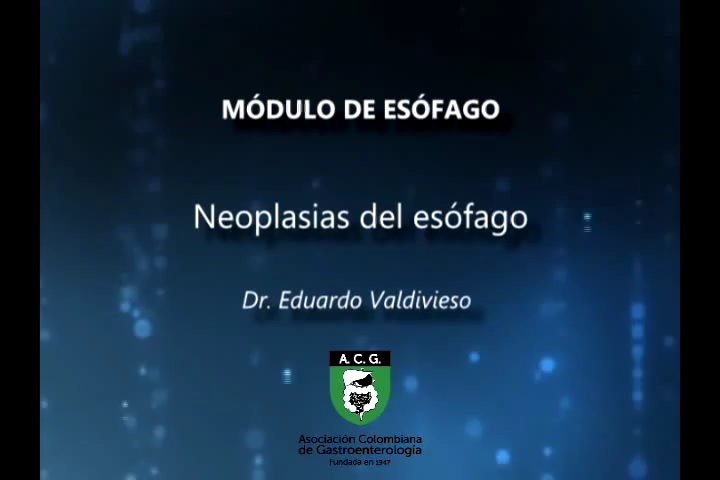 MÓDULO DE ESÓFAGO
Neoplasias del esófago
Dr. Eduardo Valdivieso
A. C. G.
Asociación Colombiana
de Gastroenterología
Fundada en 1947